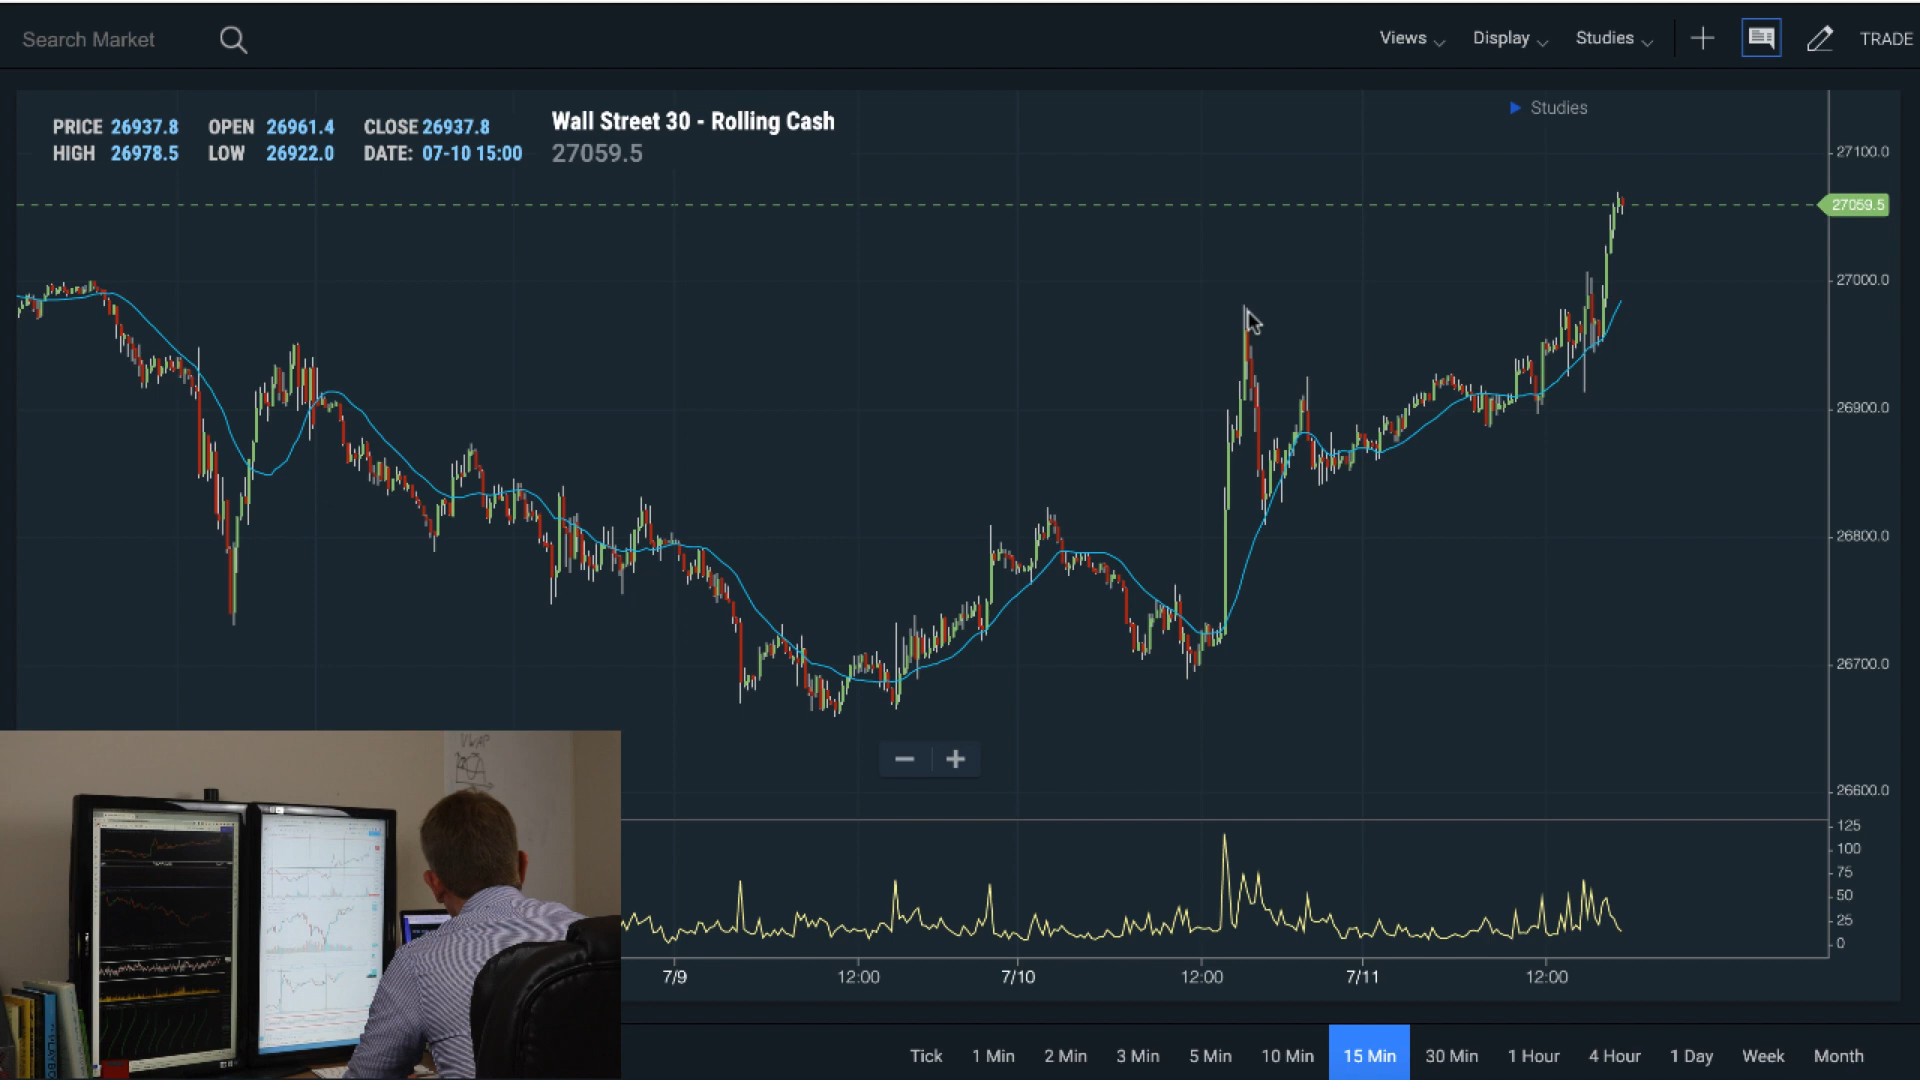 Search Market
Views Display Studies TRADE
PRICE 26937.8 OPEN 26961.4 CLOSE 26937.8
HIGH 26978.5 LOW 26922.0 DATE: 07-10 15:00
Wall Street 30 - Rolling Cash
27059.5
Studies
27100.0
27059.5
27000.0
26900.0
26800.0
26700.0
26600.0
125
100
75
50
25
0
VWAP
7/9 12:00 7/10 12:00 7/11 12:00
Tick 1 Min 2 Min 3 Min 5 Min 10 Min 15 Min 30 Min 1 Hour 4 Hour 1 Day Week Month